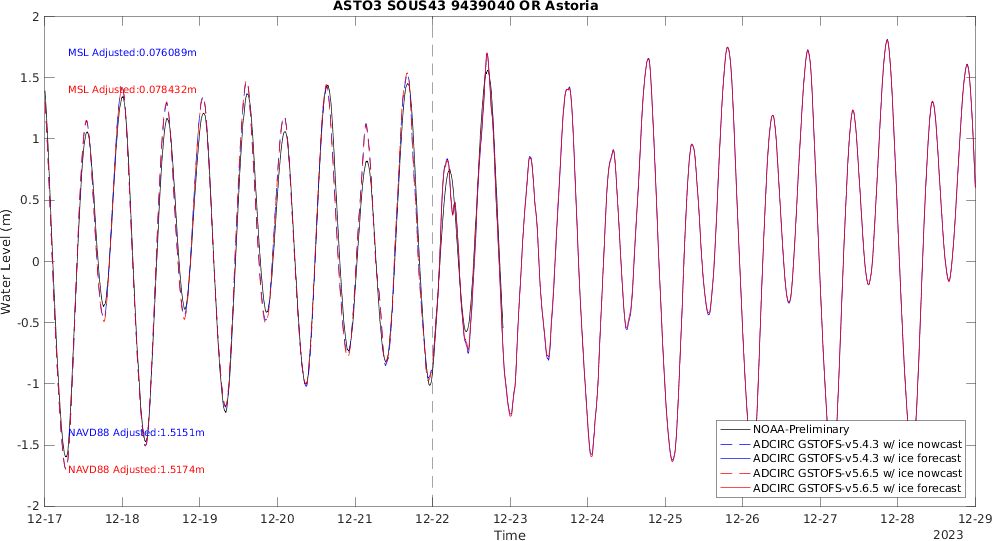 ASTO3 SOUS43 9439040 OR Astoria
2
1.5
1
0.5
0
-0.5
-1
-1.5
-2
Water Level (m)
MSL Adjusted:0.076089m
MSL Adjusted:0.078432m
NAVD88 Adjusted:1.5151m
NAVD88 Adjusted:1.5174m
NOAA-Preliminary
ADCIRC GSTOFS-v5.4.3 w/ ice nowcast
ADCIRC GSTOFS-v5.4.3 w/ ice forecast
ADCIRC GSTOFS-v5.6.5 w/ ice nowcast
ADCIRC GSTOFS-v5.6.5 w/ ice forecast
12-17 12-18 12-19 12-20 12-21 12-22 12-23 12-24 12-25 12-26 12-27 12-28 12-29
Time
2023